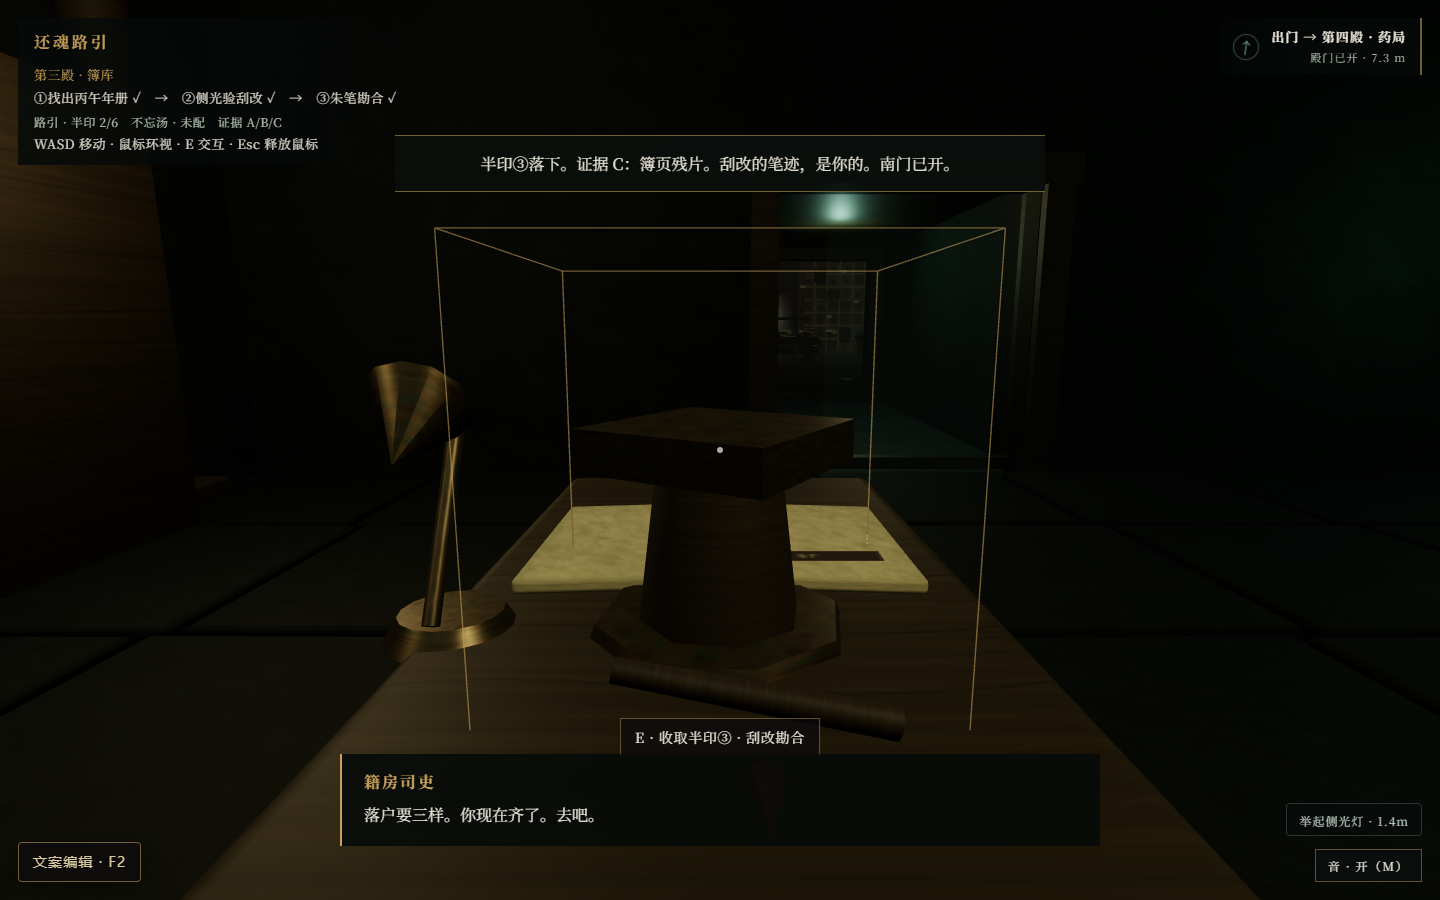 还魂路引
第三殿 · 簿库
①找出丙午年册 ✓ → ②侧光验刮改 ✓ → ③朱笔勘合 ✓
路引 · 半印 2/6 不忘汤 · 未配 证据 A/B/C
WASD 移动 · 鼠标环视 · E 交互 · Esc 释放鼠标
出门 → 第四殿 · 药局
殿门已开 · 7.3 m
半印③落下。证据 C：簿页残片。刮改的笔迹，是你的。南门已开。
E · 收取半印③ · 刮改勘合
籍房司吏
落户要三样。你现在齐了。去吧。
举起侧光灯 · 1.4m
文案编辑 · F2
音 · 开（M）